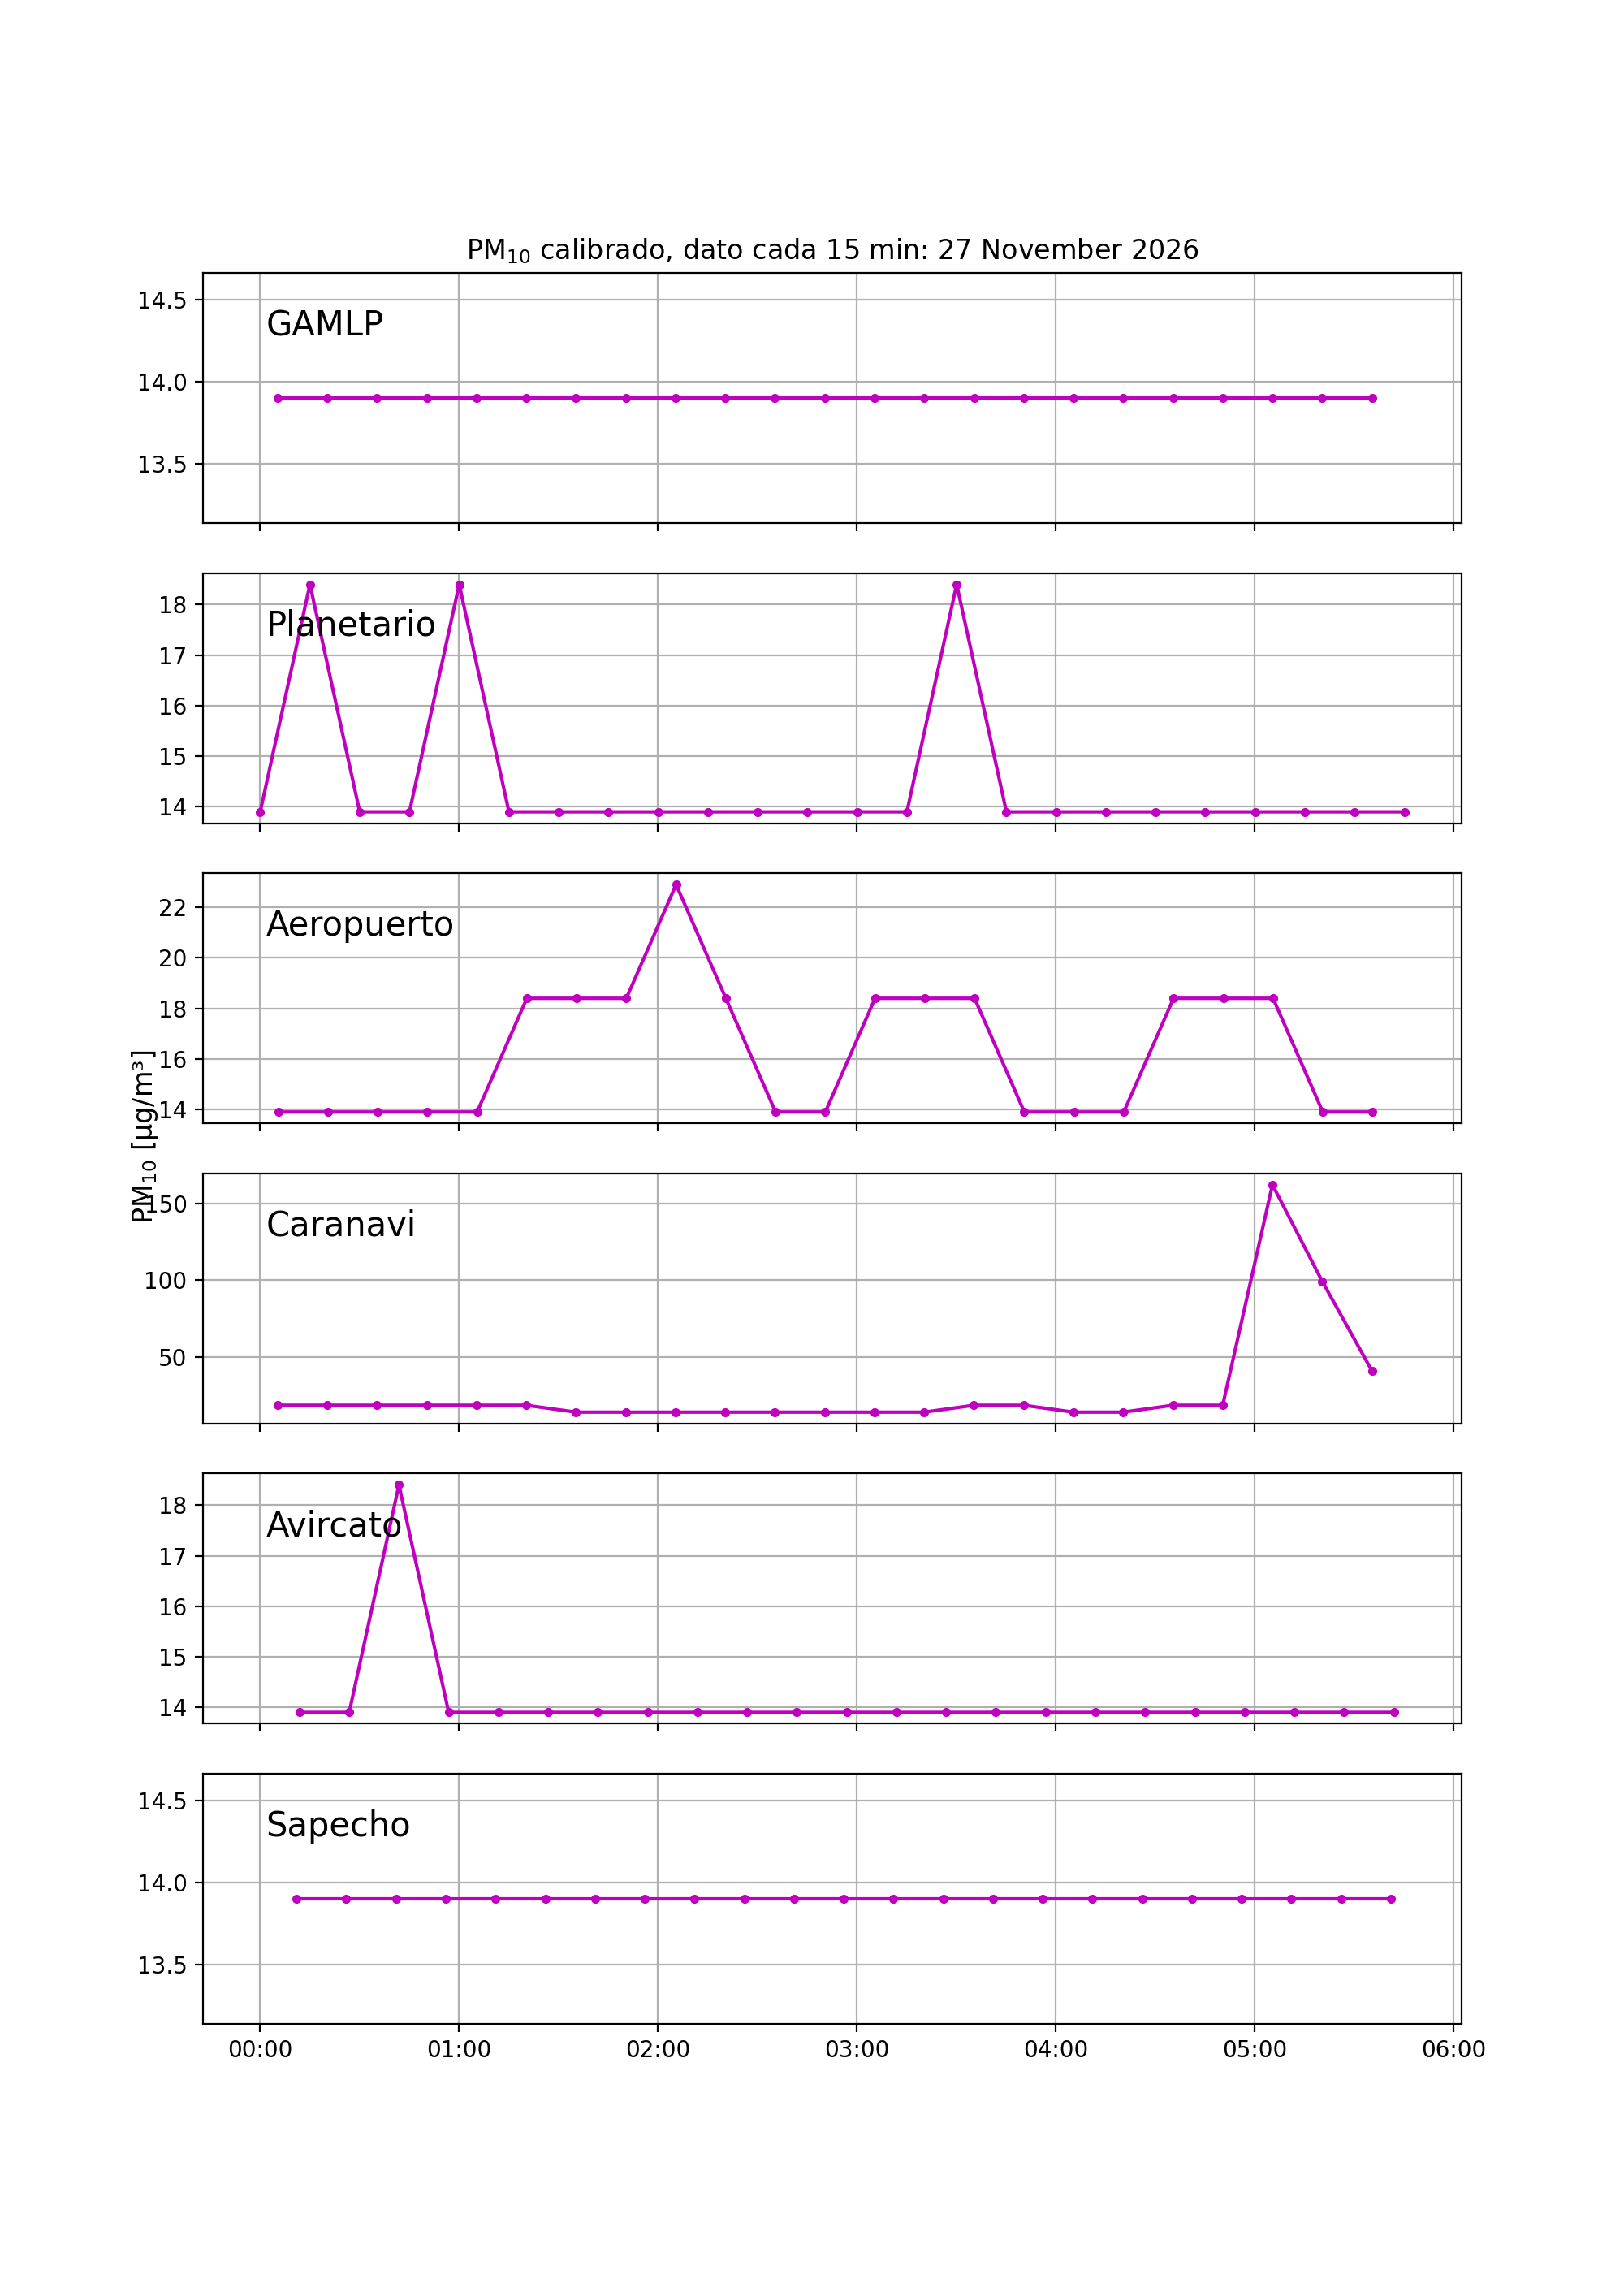 PM₁₀ calibrado, dato cada 15 min: 27 November 2026
14.5
GAMLP
14.0
13.5
18
Planetario
17
16
15
14
22
Aeropuerto
20
18
16
14
PM₁₀ [µg/m³]
150
Caranavi
100
50
18
Avircato
17
16
15
14
14.5
Sapecho
14.0
13.5
00:00 01:00 02:00 03:00 04:00 05:00 06:00